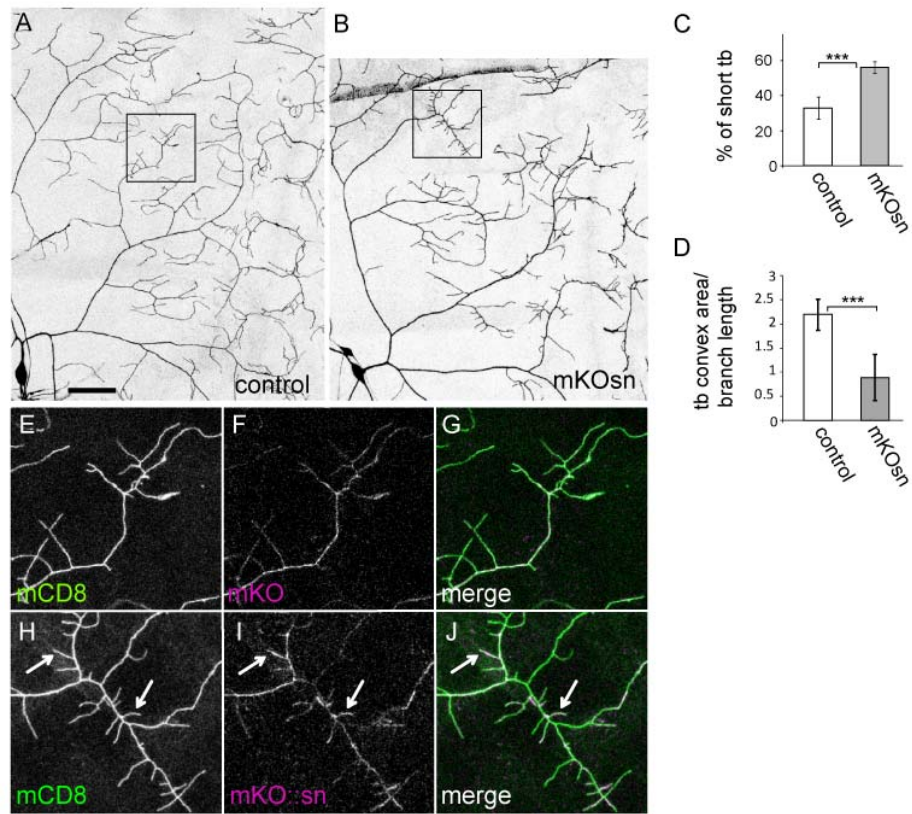 A
control
B
mKOsn
C
% of short tb
60
40
20
0
***
control
mKOsn
D
tb convex area/
branch length
3
2.5
2
1.5
1
0.5
0
***
control
mKOsn
E
mCD8
F
mKO
G
merge
H
mCD8
I
mKO::sn
J
merge